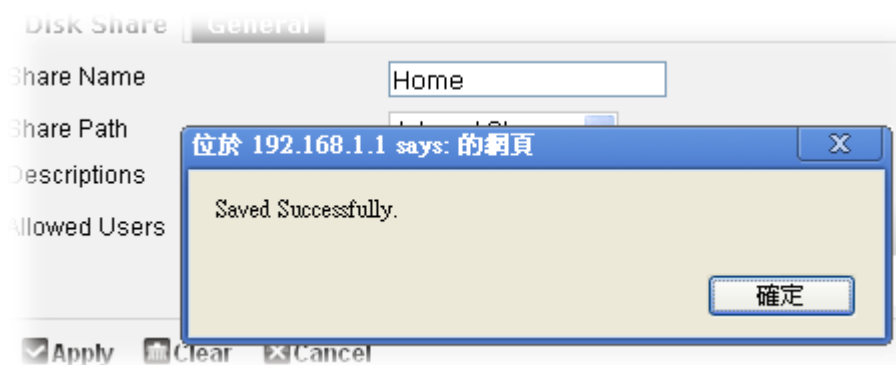 Disk Share General
Share Name Home
Share Path
位於 192.168.1.1 says: 的網頁 X
Descriptions
Saved Successfully.
Allowed Users
確定
Apply Clear Cancel